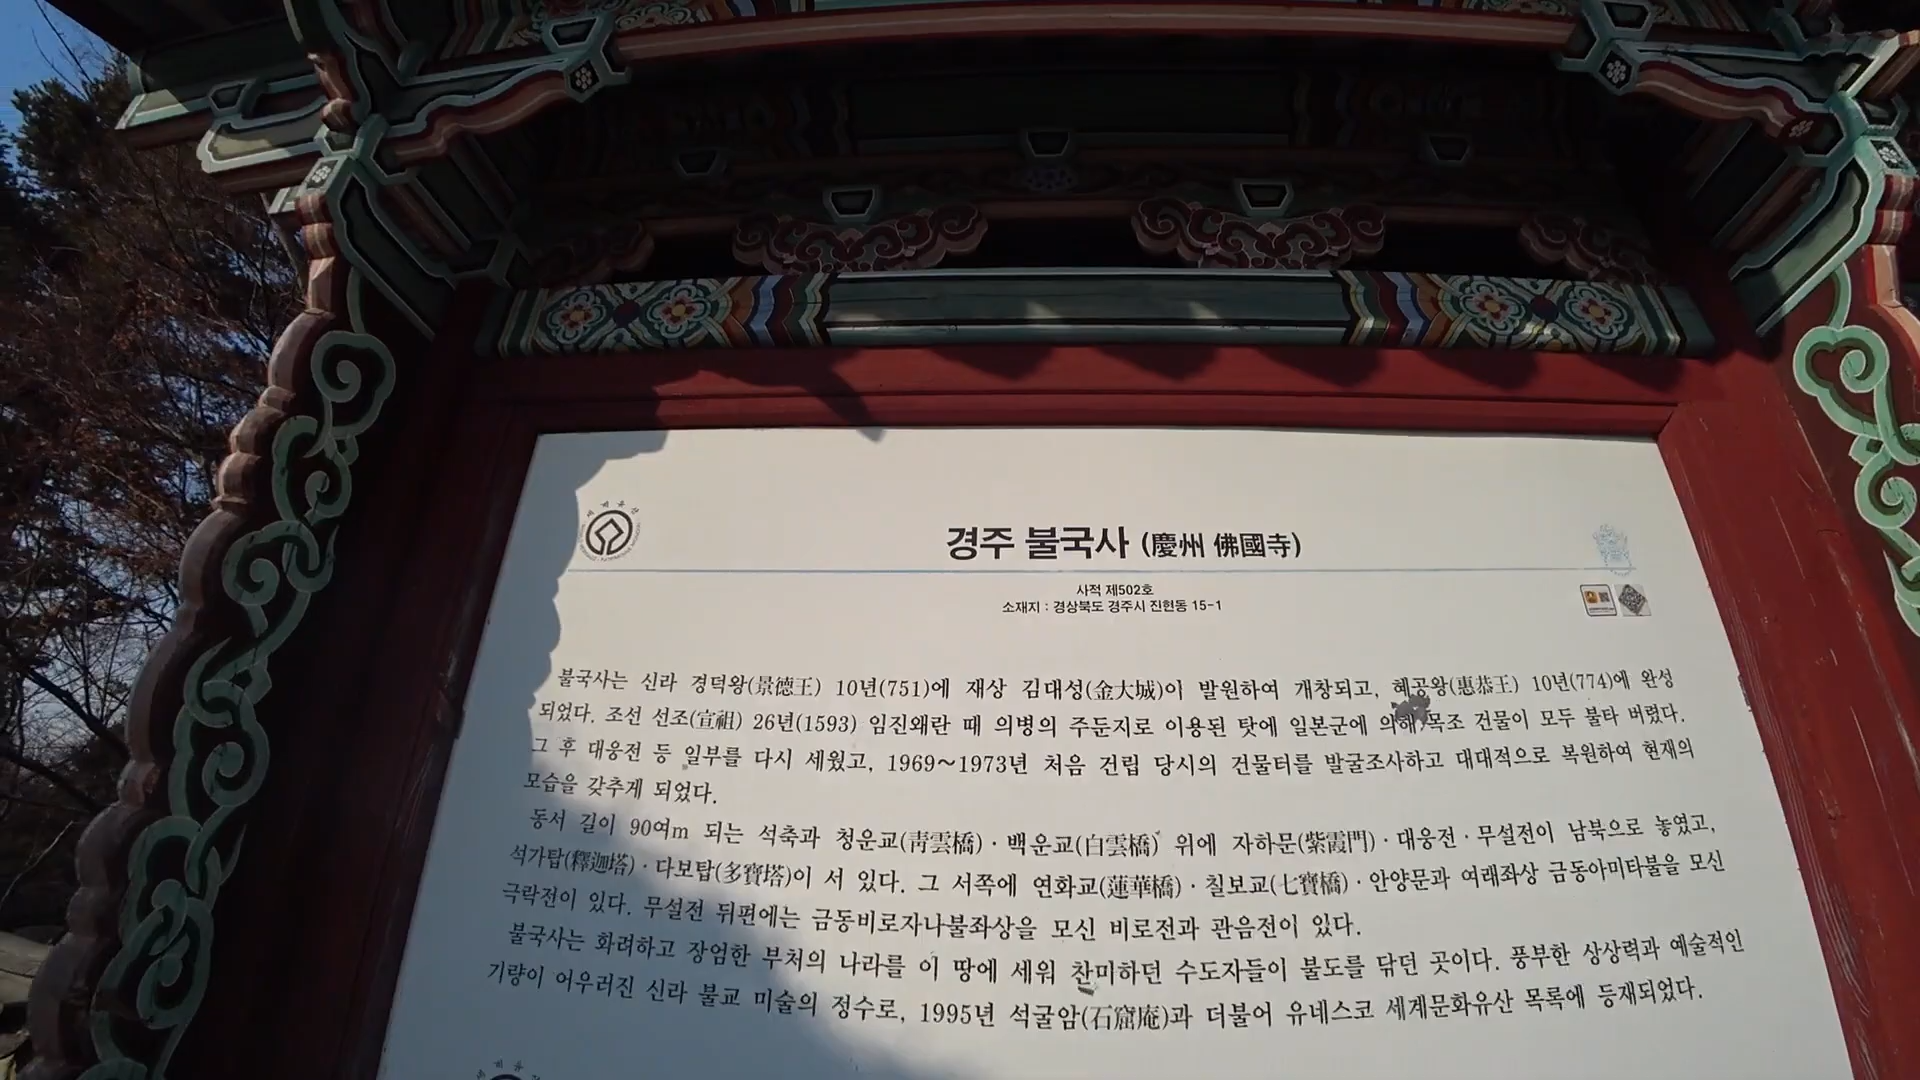 경주 불국사 (慶州 佛國寺)
사적 제502호
소재지 : 경상북도 경주시 진현동 15-1
불국사는 신라 경덕왕(景德王) 10년(751)에 재상 김대성(金大城)이 발원하여 개창되고, 혜공왕(惠恭王) 10년(774)에 완성
되었다. 조선 선조(宣祖) 26년(1593) 임진왜란 때 의병의 주둔지로 이용된 탓에 일본군에 의해 목조 건물이 모두 불타 버렸다.
그 후 대웅전 등 일부를 다시 세웠고, 1969～1973년 처음 건립 당시의 건물터를 발굴조사하고 대대적으로 복원하여 현재의
모습을 갖추게 되었다.
동서 길이 90여m 되는 석축과 청운교(靑雲橋)·백운교(白雲橋) 위에 자하문(紫霞門)·대웅전·무설전이 남북으로 놓였고,
석가탑(釋迦塔)·다보탑(多寶塔)이 서 있다. 그 서쪽에 연화교(蓮華橋)·칠보교(七寶橋)·안양문과 여래좌상 금동아미타불을 모신
극락전이 있다. 무설전 뒤편에는 금동비로자나불좌상을 모신 비로전과 관음전이 있다.
불국사는 화려하고 장엄한 부처의 나라를 이 땅에 세워 찬미하던 수도자들이 불도를 닦던 곳이다. 풍부한 상상력과 예술적인
기량이 어우러진 신라 불교 미술의 정수로, 1995년 석굴암(石窟庵)과 더불어 유네스코 세계문화유산 목록에 등재되었다.